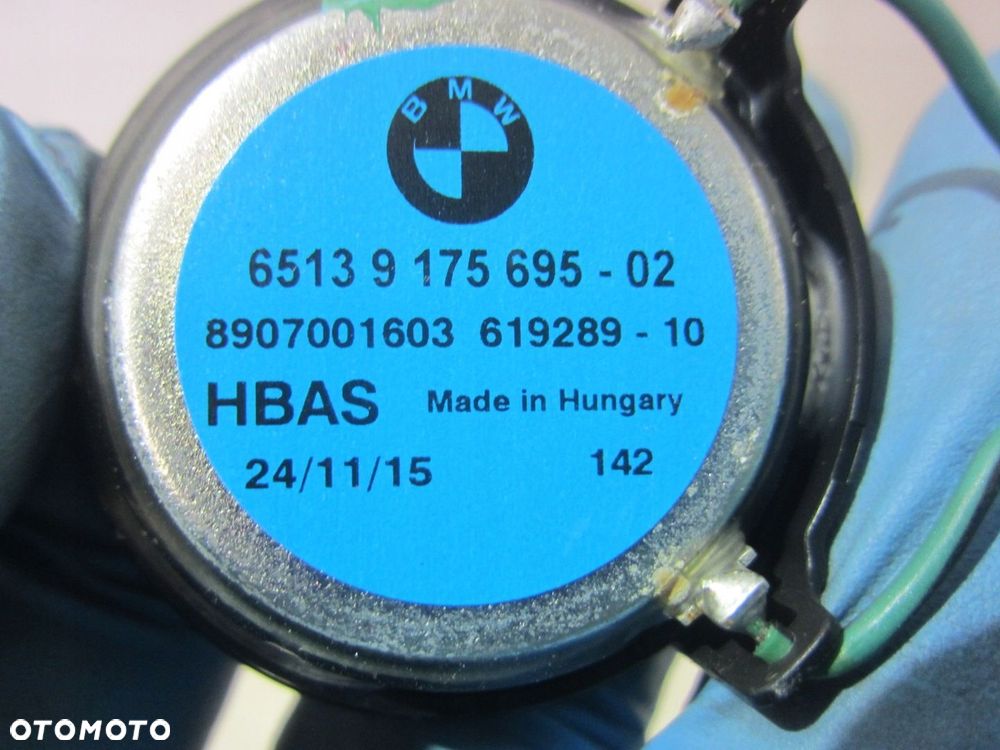 BMW
6513 9 175 695 - 02
8907001603 619289 - 10
HBAS Made in Hungary
24/11/15 142
OTOMOTO